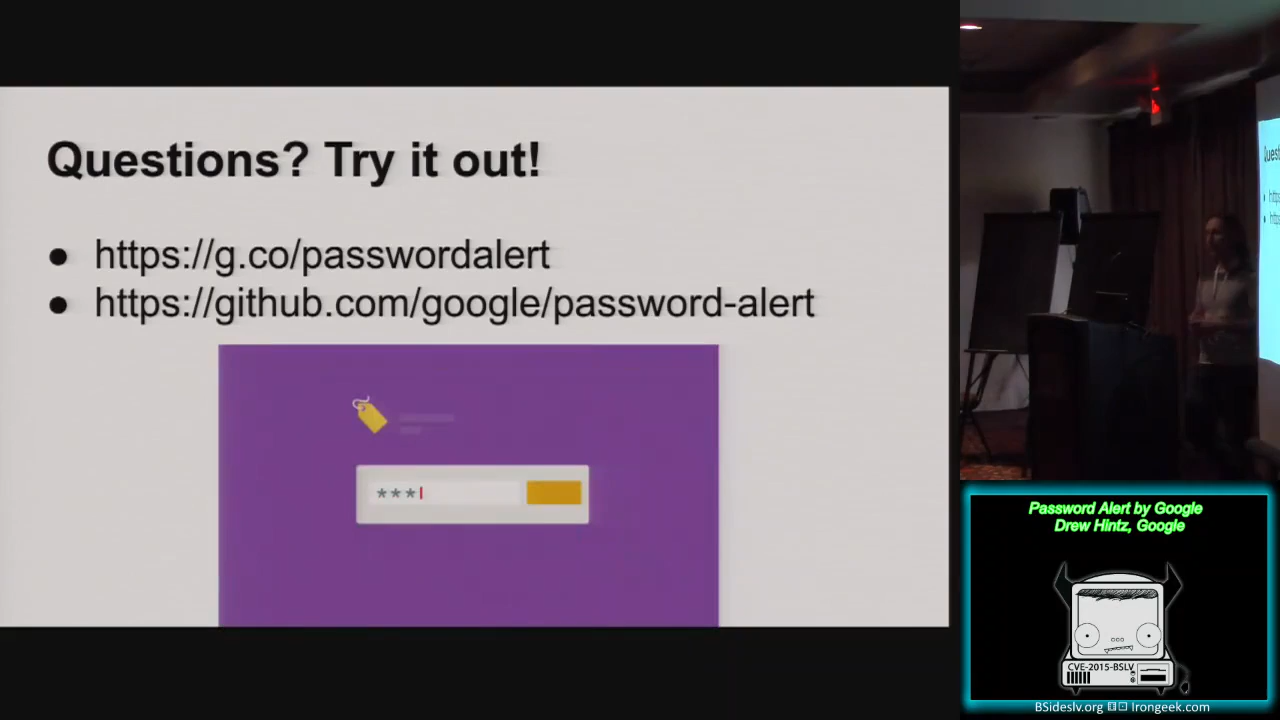 Questions? Try it out!
● https://g.co/passwordalert
● https://github.com/google/password-alert
***
Password Alert by Google
Drew Hintz, Google
CVE-2015-BSLV
BSideslv.org Irongeek.com